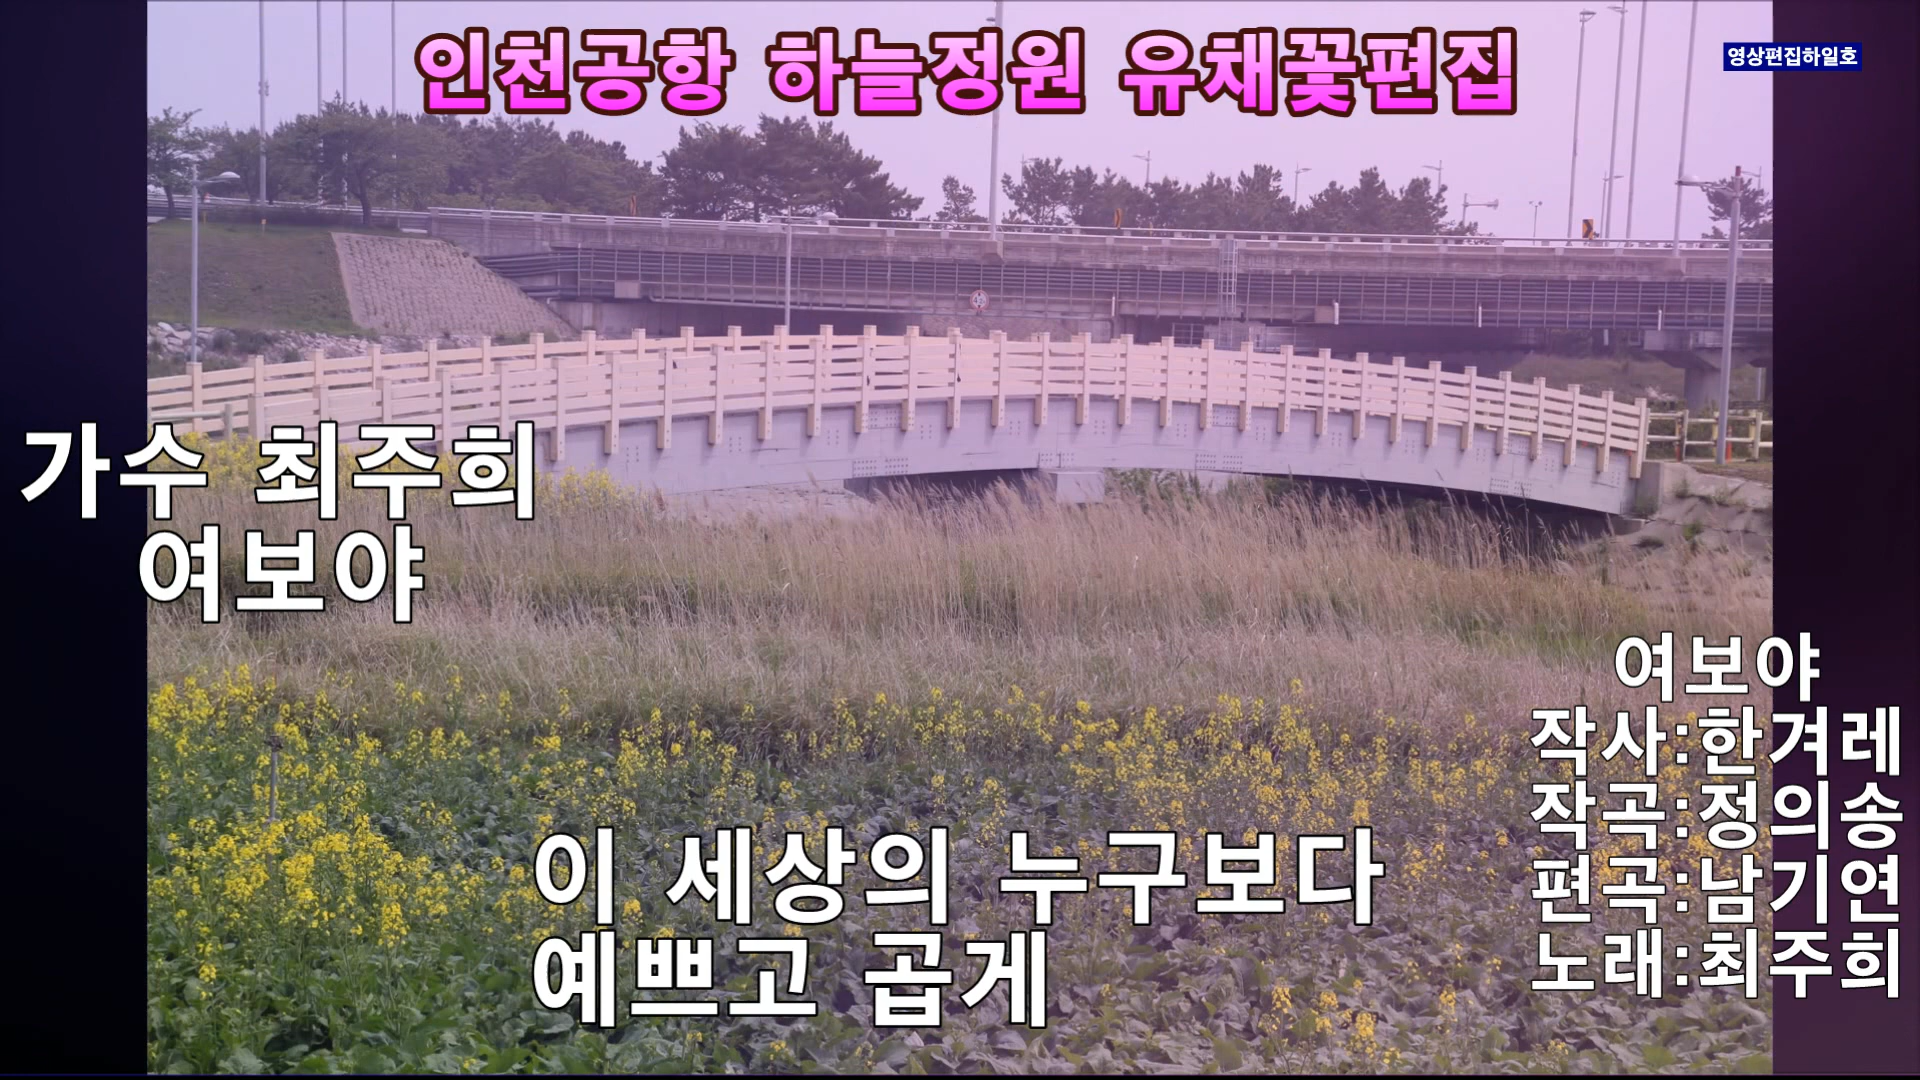 인천공항 하늘정원 유채꽃편집
영상편집하일호
가수 최주희
여보야
여보야
작사:한겨레
작곡:정의송
편곡:남기연
노래:최주희
이 세상의 누구보다
예쁘고 곱게